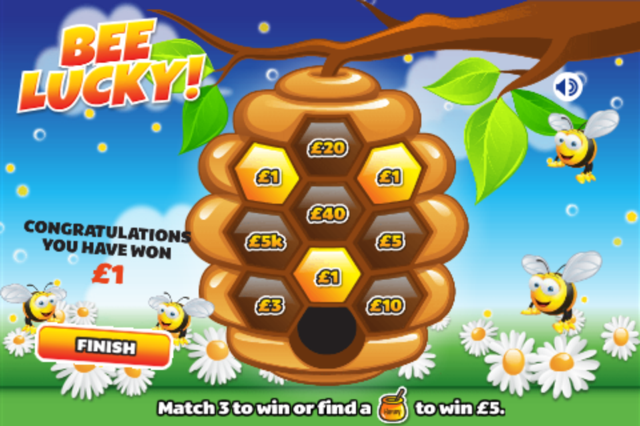 BEE
LUCKY!
£20
£1
£1
£40
£5k
£5
£1
£3
£10
CONGRATULATIONS
YOU HAVE WON
£1
FINISH
Match 3 to win or find a Honey to win £5.